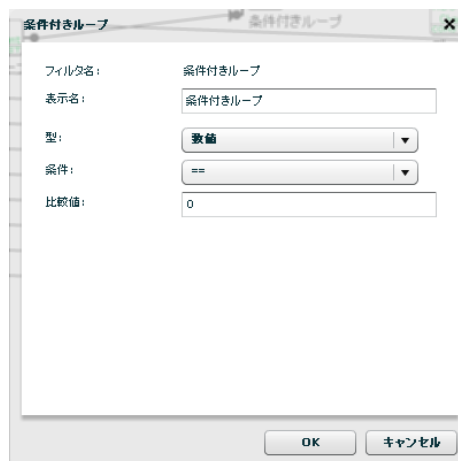 条件付きループ
条件付きループ
フィルタ名: 条件付きループ
表示名: 条件付きループ
型: 数値
条件: ==
比較値: 0
OK キャンセル